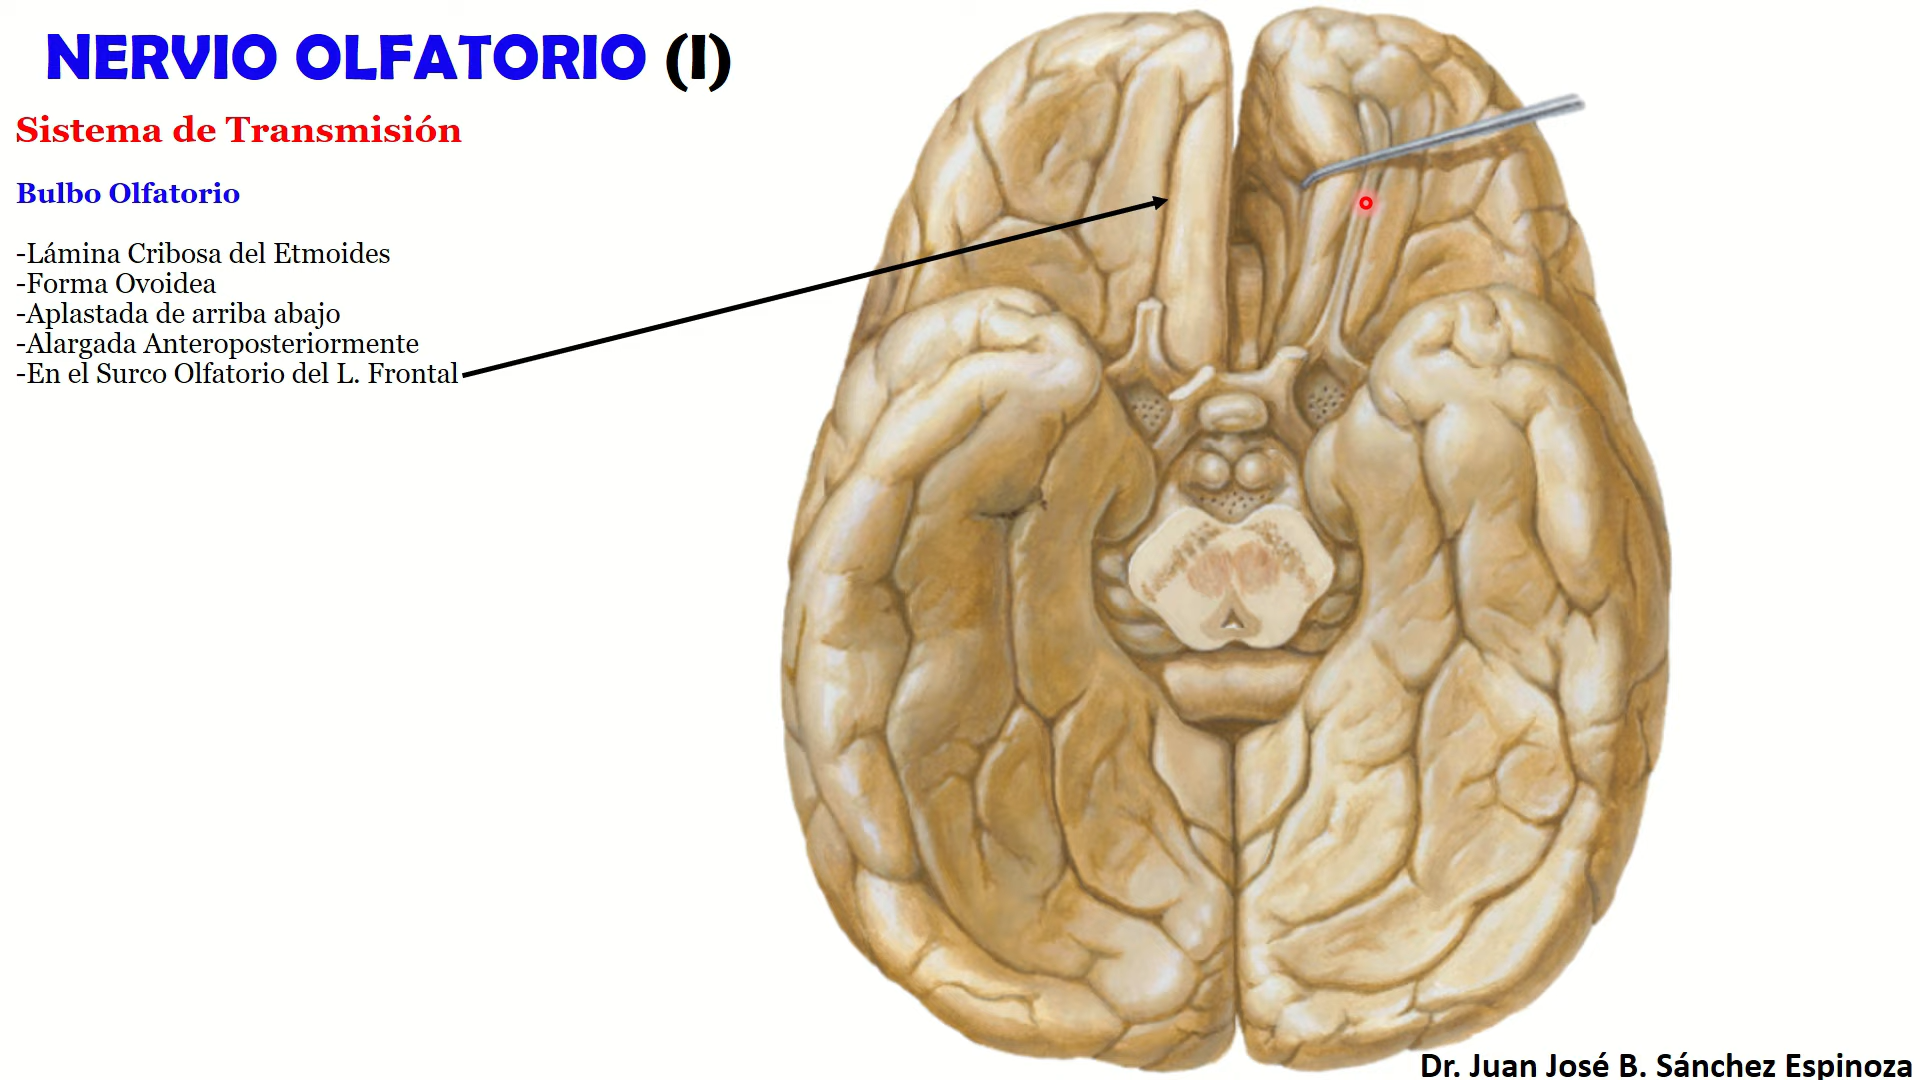 NERVIO OLFATORIO (I)
Sistema de Transmisión
Bulbo Olfatorio
-Lámina Cribosa del Etmoides
-Forma Ovoidea
-Aplastada de arriba abajo
-Alargada Anteroposteriormente
-En el Surco Olfatorio del L. Frontal
Dr. Juan José B. Sánchez Espinoza